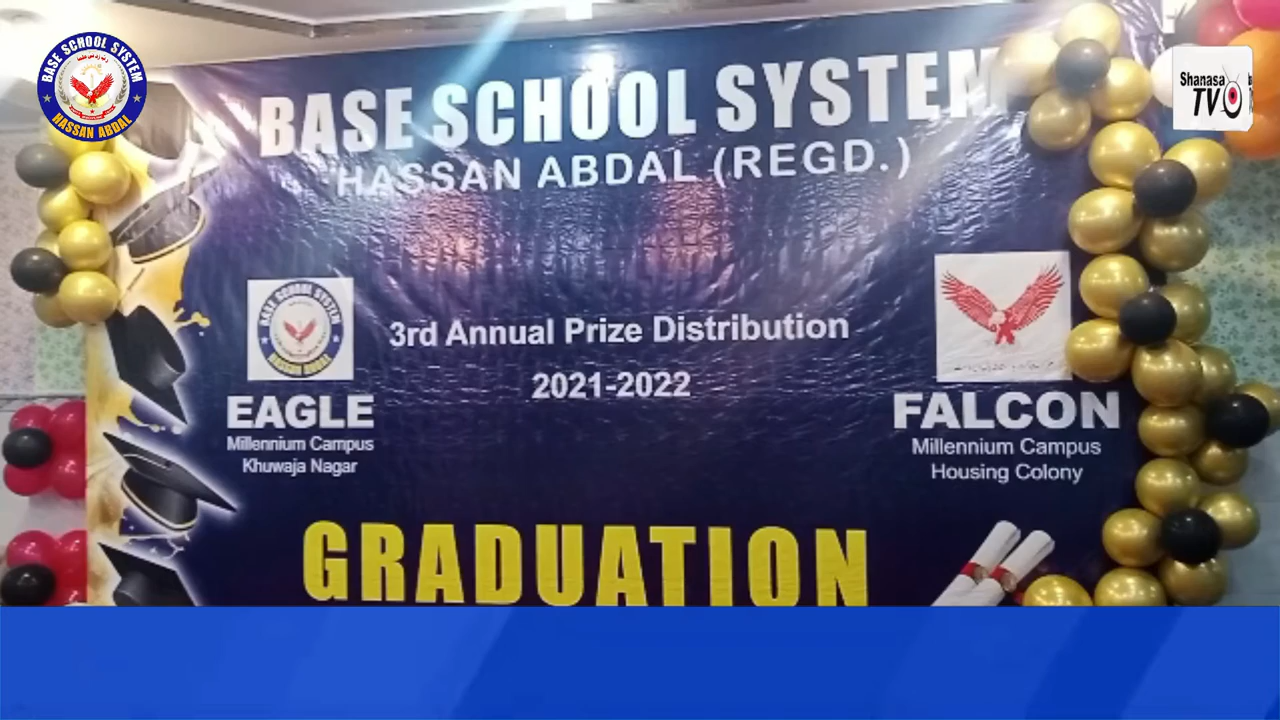 BASE SCHOOL SYSTEM
HASSAN ABDAL
Shanasa
TV
BASE SCHOOL SYSTEM
HASSAN ABDAL (REGD.)
3rd Annual Prize Distribution
2021-2022
BASE SCHOOL SYSTEM
HASSAN ABDAL
EAGLE
Millennium Campus
Khuwaja Nagar
FALCON
Millennium Campus
Housing Colony
GRADUATION